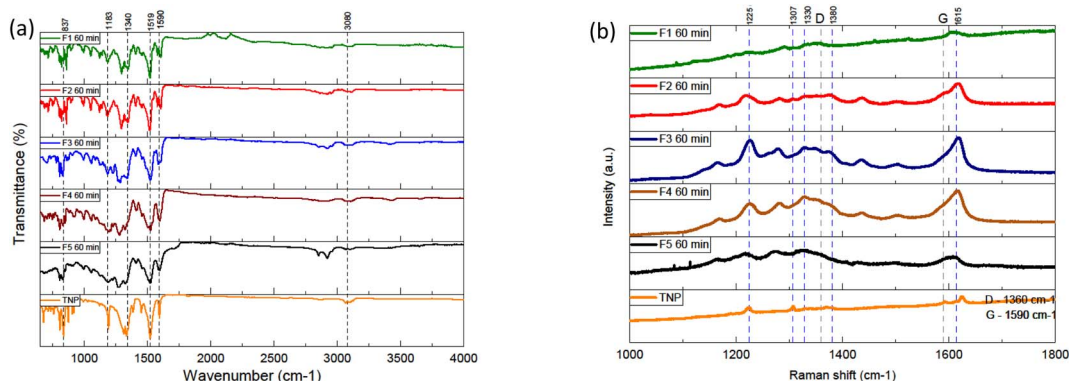 (a)
837
1183
1340
1519
1590
3080
F1 60 min
F2 60 min
F3 60 min
F4 60 min
F5 60 min
TNP
Transmittance (%)
1000 1500 2000 2500 3000 3500 4000
Wavenumber (cm-1)
(b)
1225
1307
1330
D
1380
G
1615
F1 60 min
F2 60 min
F3 60 min
F4 60 min
F5 60 min
TNP
D - 1360 cm-1
G - 1590 cm-1
Intensity (a.u.)
1000 1200 1400 1600 1800
Raman shift (cm-1)